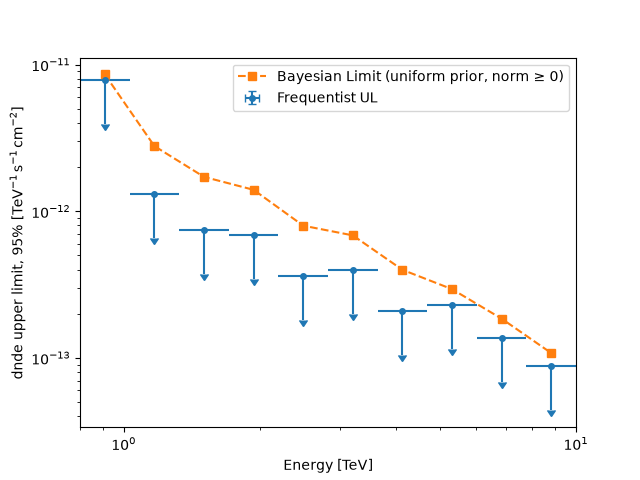 10⁻¹¹
10⁻¹²
10⁻¹³
dnde upper limit, 95% [TeV⁻¹ s⁻¹ cm⁻²]
Bayesian Limit (uniform prior, norm ≥ 0)
Frequentist UL
10⁰
10¹
Energy [TeV]